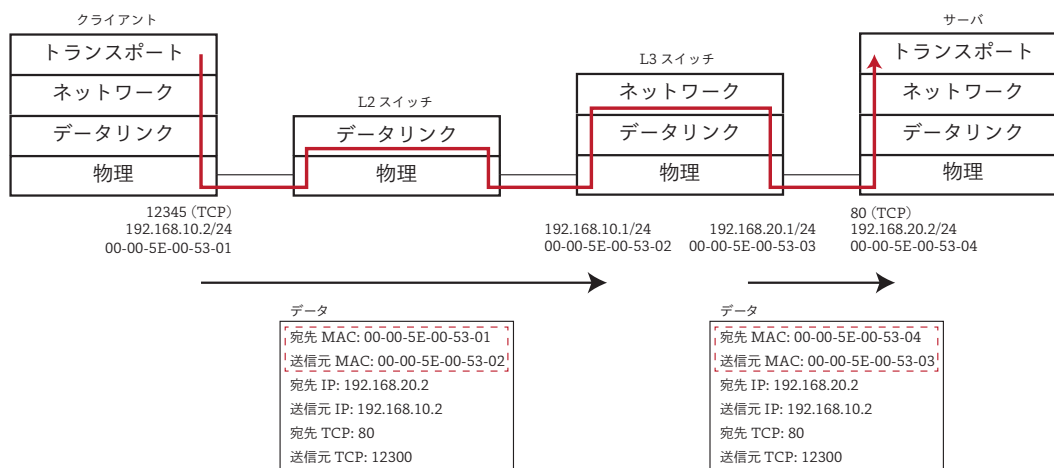 クライアント
トランスポート
ネットワーク
データリンク
物理
L2 スイッチ
データリンク
物理
L3 スイッチ
ネットワーク
データリンク
物理
サーバ
トランスポート
ネットワーク
データリンク
物理
12345 (TCP)
192.168.10.2/24
00-00-5E-00-53-01
192.168.10.1/24
00-00-5E-00-53-02
192.168.20.1/24
00-00-5E-00-53-03
80 (TCP)
192.168.20.2/24
00-00-5E-00-53-04
データ
宛先 MAC: 00-00-5E-00-53-01
送信元 MAC: 00-00-5E-00-53-02
宛先 IP: 192.168.20.2
送信元 IP: 192.168.10.2
宛先 TCP: 80
送信元 TCP: 12300
データ
宛先 MAC: 00-00-5E-00-53-04
送信元 MAC: 00-00-5E-00-53-03
宛先 IP: 192.168.20.2
送信元 IP: 192.168.10.2
宛先 TCP: 80
送信元 TCP: 12300